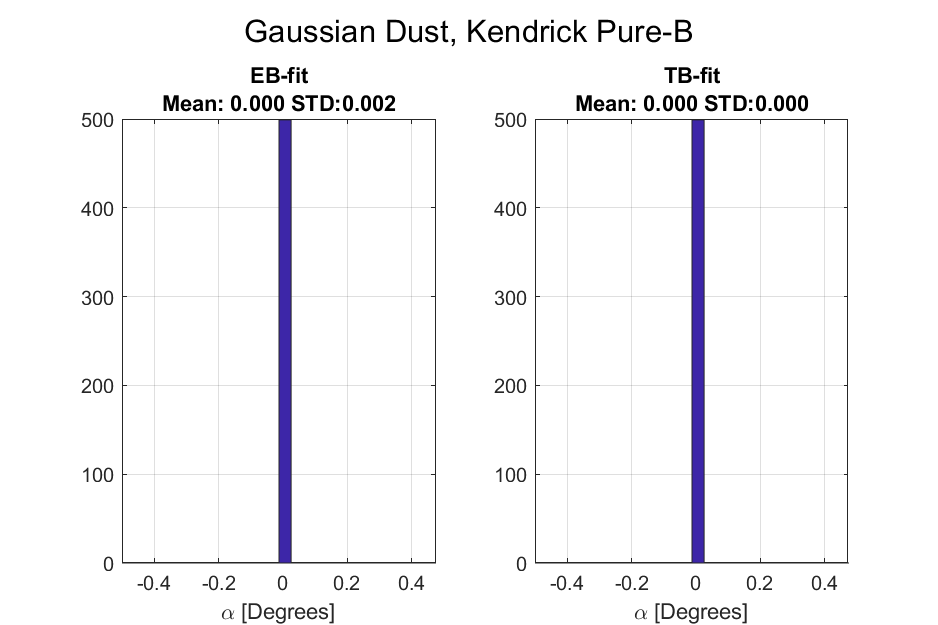 Gaussian Dust, Kendrick Pure-B
EB-fit
Mean: 0.000 STD:0.002
500
400
300
200
100
0
-0.4 -0.2 0 0.2 0.4
α [Degrees]
TB-fit
Mean: 0.000 STD:0.000
500
400
300
200
100
0
-0.4 -0.2 0 0.2 0.4
α [Degrees]